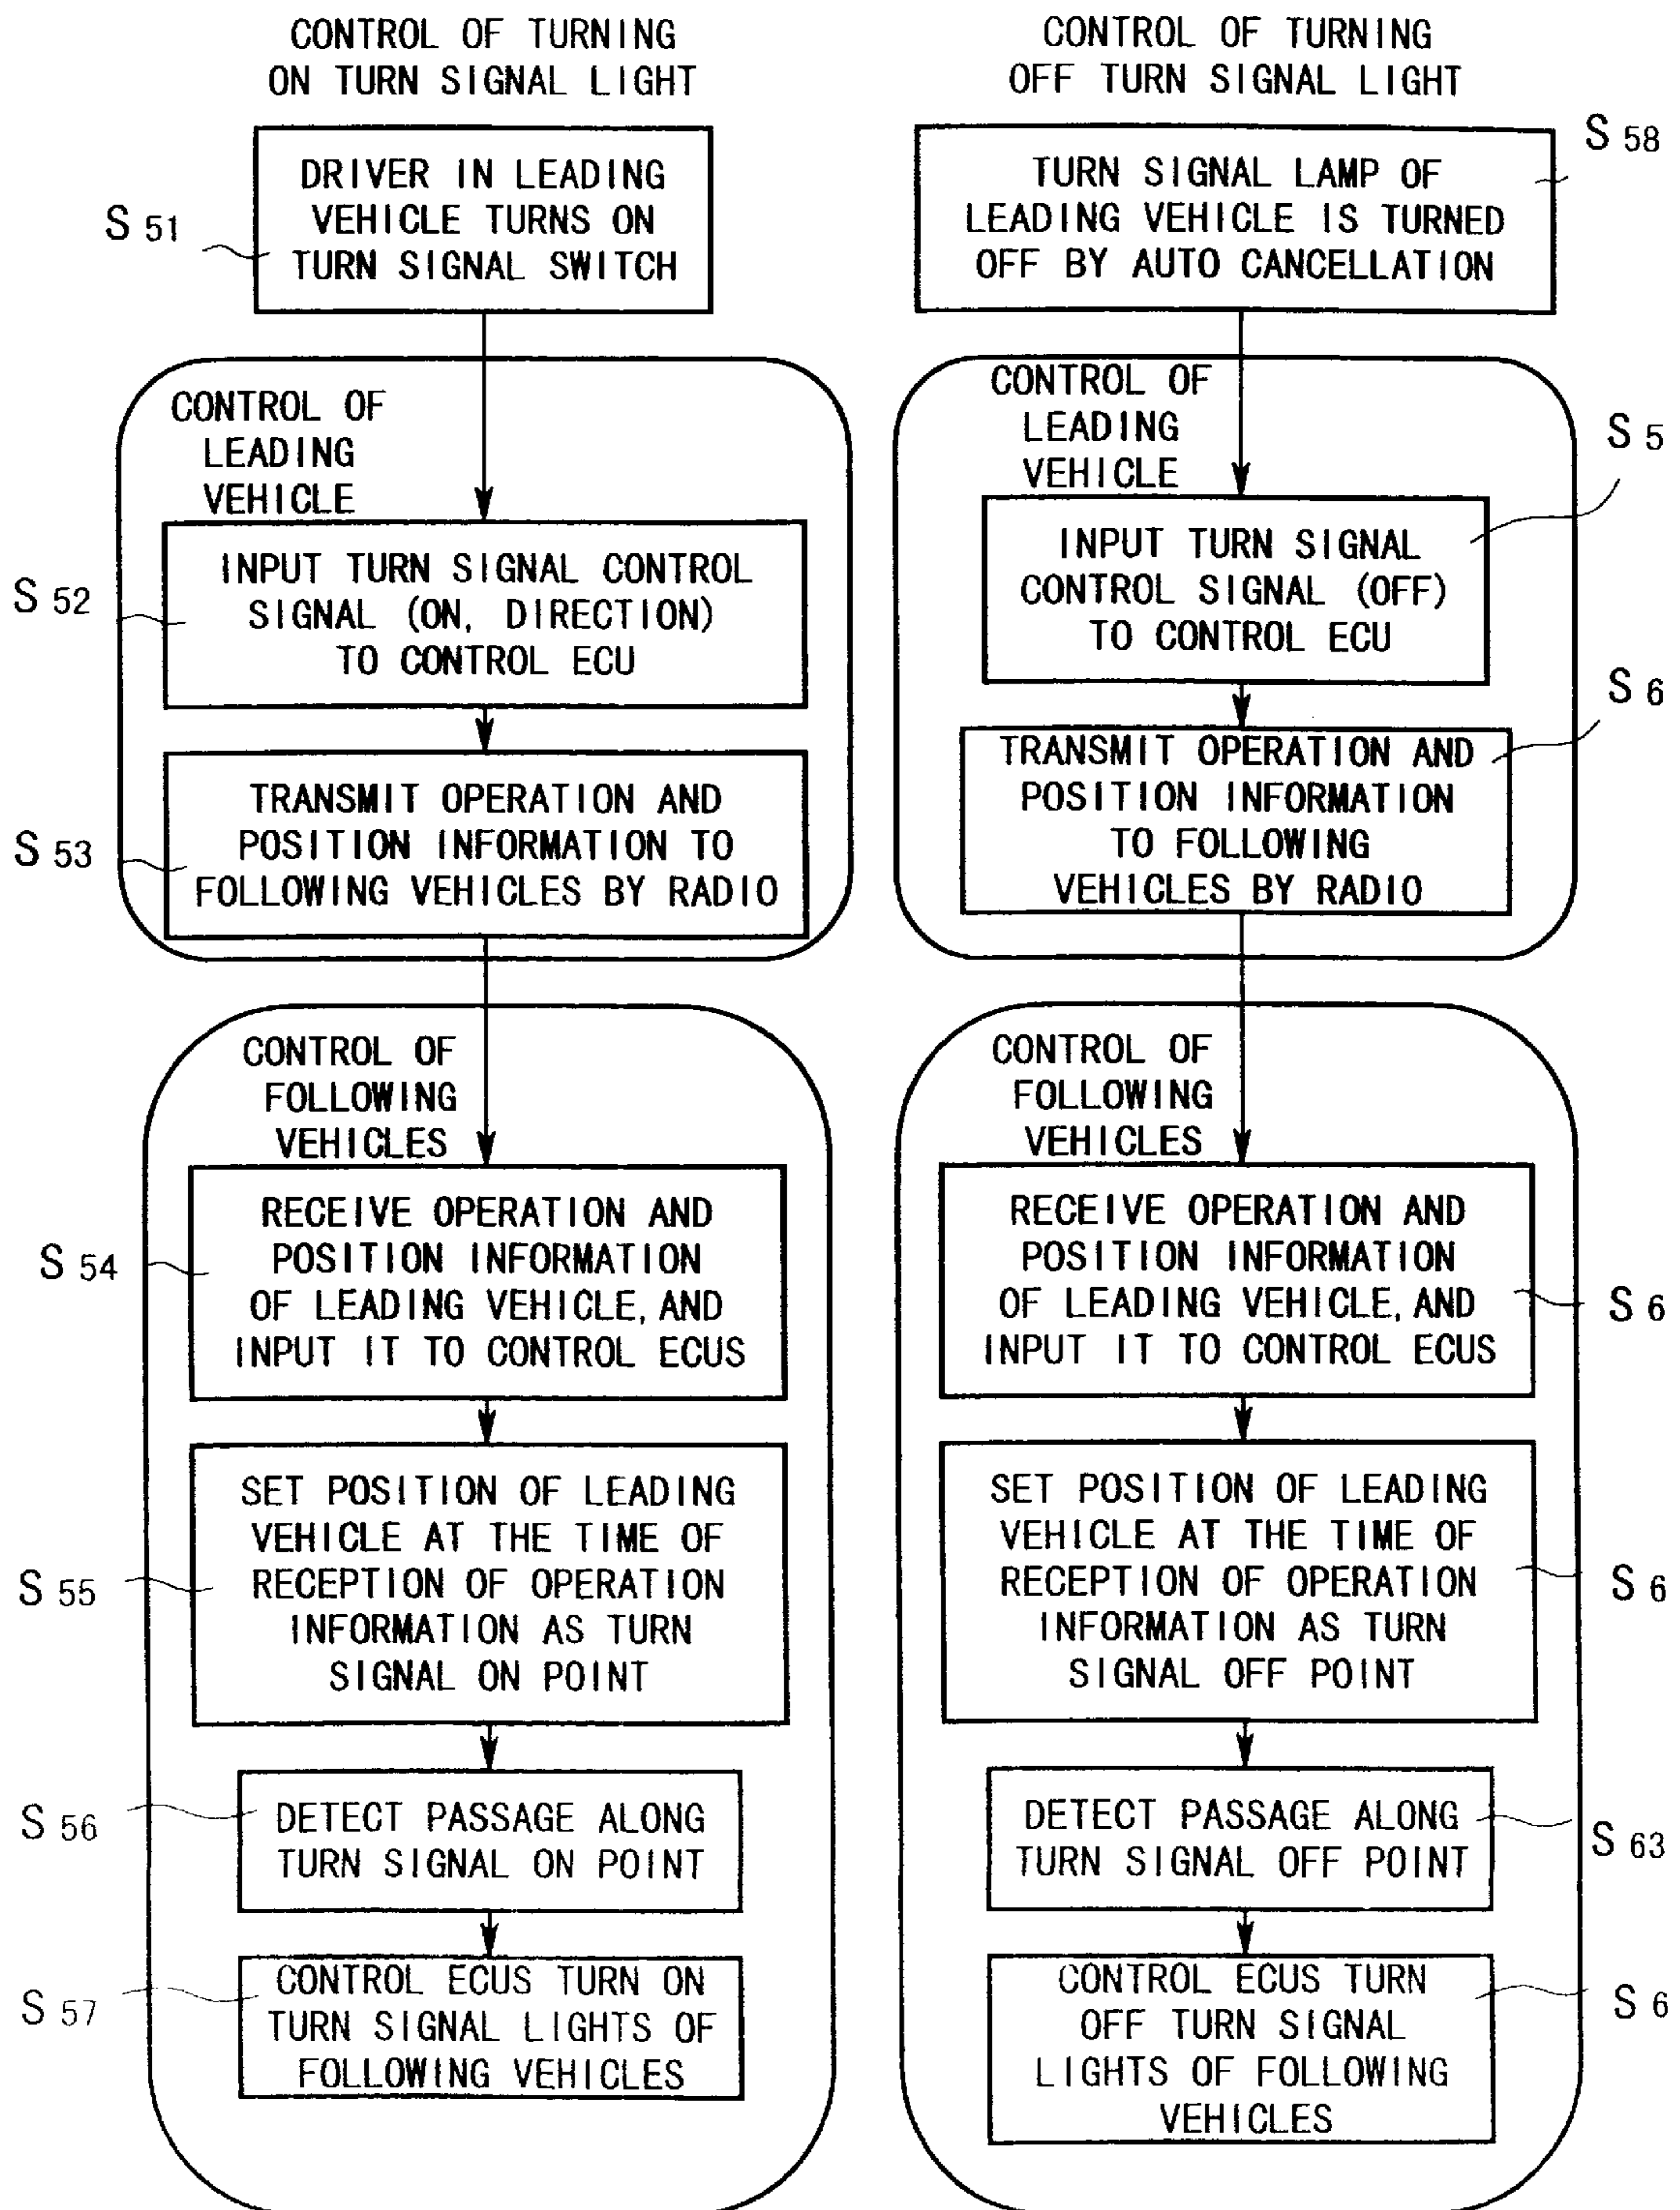 CONTROL OF TURNING
ON TURN SIGNAL LIGHT
S 51
DRIVER IN LEADING
VEHICLE TURNS ON
TURN SIGNAL SWITCH
CONTROL OF
LEADING
VEHICLE
S 52
INPUT TURN SIGNAL CONTROL
SIGNAL (ON, DIRECTION)
TO CONTROL ECU
S 53
TRANSMIT OPERATION AND
POSITION INFORMATION TO
FOLLOWING VEHICLES BY RADIO
CONTROL OF
FOLLOWING
VEHICLES
S 54
RECEIVE OPERATION AND
POSITION INFORMATION
OF LEADING VEHICLE, AND
INPUT IT TO CONTROL ECUS
S 55
SET POSITION OF LEADING
VEHICLE AT THE TIME OF
RECEPTION OF OPERATION
INFORMATION AS TURN
SIGNAL ON POINT
S 56
DETECT PASSAGE ALONG
TURN SIGNAL ON POINT
S 57
CONTROL ECUS TURN ON
TURN SIGNAL LIGHTS OF
FOLLOWING VEHICLES
CONTROL OF TURNING
OFF TURN SIGNAL LIGHT
S 58
TURN SIGNAL LAMP OF
LEADING VEHICLE IS TURNED
OFF BY AUTO CANCELLATION
CONTROL OF
LEADING
VEHICLE
S 5
INPUT TURN SIGNAL
CONTROL SIGNAL (OFF)
TO CONTROL ECU
S 6
TRANSMIT OPERATION AND
POSITION INFORMATION
TO FOLLOWING
VEHICLES BY RADIO
CONTROL OF
FOLLOWING
VEHICLES
RECEIVE OPERATION AND
POSITION INFORMATION
OF LEADING VEHICLE, AND
INPUT IT TO CONTROL ECUS
S 6
SET POSITION OF LEADING
VEHICLE AT THE TIME OF
RECEPTION OF OPERATION
INFORMATION AS TURN
SIGNAL OFF POINT
S 6
DETECT PASSAGE ALONG
TURN SIGNAL OFF POINT
S 63
CONTROL ECUS TURN
OFF TURN SIGNAL
LIGHTS OF FOLLOWING
VEHICLES
S 6